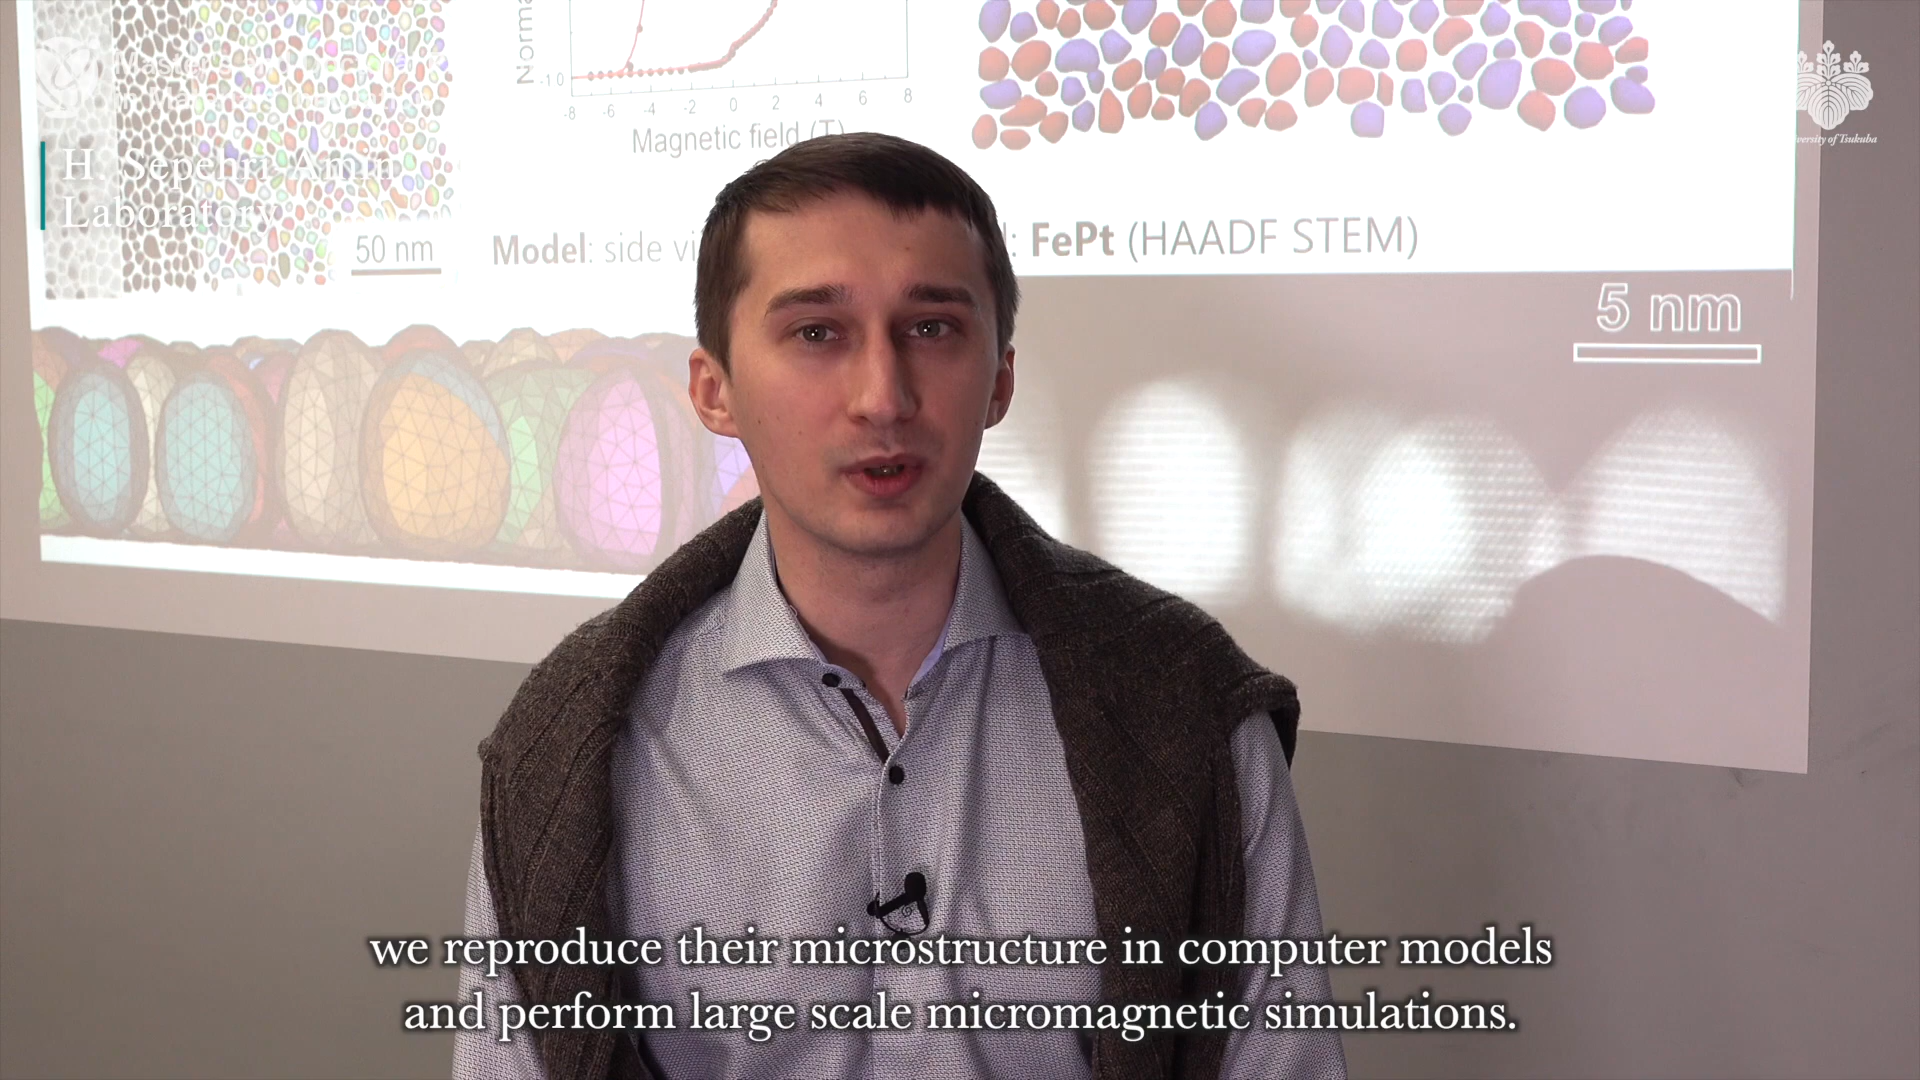 Norma
-1.0
-8 -6 -4 -2 0 2 4 6 8
Magnetic field (T)
H. Sepehri-Amin
Laboratory
50 nm
Model: side vi
: FePt (HAADF STEM)
5 nm
University of Tsukuba
we reproduce their microstructure in computer models
and perform large scale micromagnetic simulations.